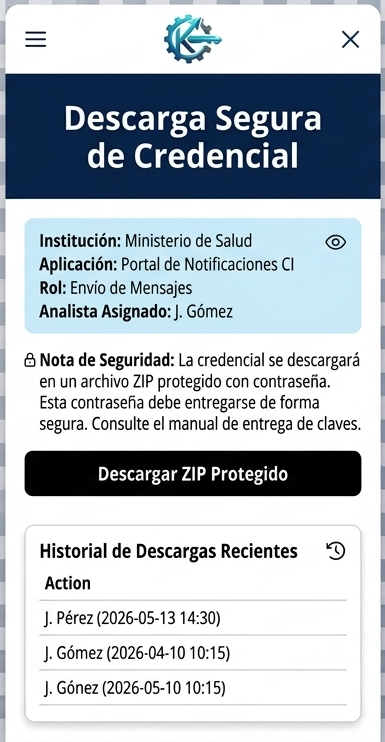 K
Descarga Segura
de Credencial
Institución: Ministerio de Salud
Aplicación: Portal de Notificaciones CI
Rol: Envío de Mensajes
Analista Asignado: J. Gómez
Nota de Seguridad: La credencial se descargará
en un archivo ZIP protegido con contraseña.
Esta contraseña debe entregarse de forma
segura. Consulte el manual de entrega de claves.
Descargar ZIP Protegido
Historial de Descargas Recientes
Action
J. Pérez (2026-05-13 14:30)
J. Gómez (2026-04-10 10:15)
J. Gónez (2026-05-10 10:15)